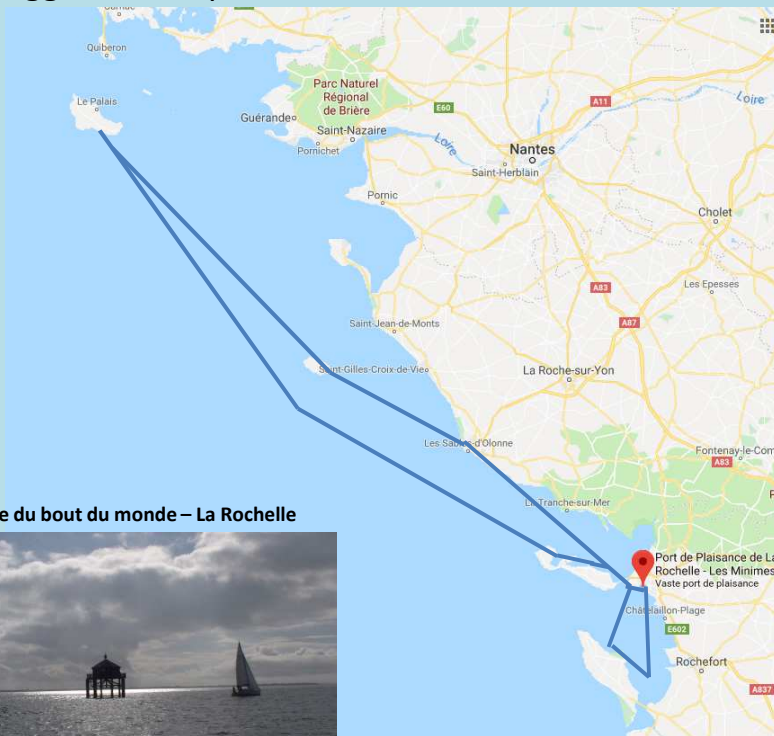 Quiberon
Le Palais
Parc Naturel
Régional
de Brière
Guérande
Saint-Nazaire
Pornichet
E60
A11
Loire
Loire
Nantes
Saint-Herblain
Pornic
Cholet
A83
Les Epesses
Saint-Jean-de-Monts
A87
Saint-Gilles-Croix-de-Vie
La Roche-sur-Yon
Les Sables-d'Olonne
Fontenay-le-Com
A83
La Tranche-sur-Mer
e du bout du monde – La Rochelle
Port de Plaisance de La
Rochelle - Les Minimes
Vaste port de plaisance
Châtelaillon-Plage
E602
Rochefort
A837